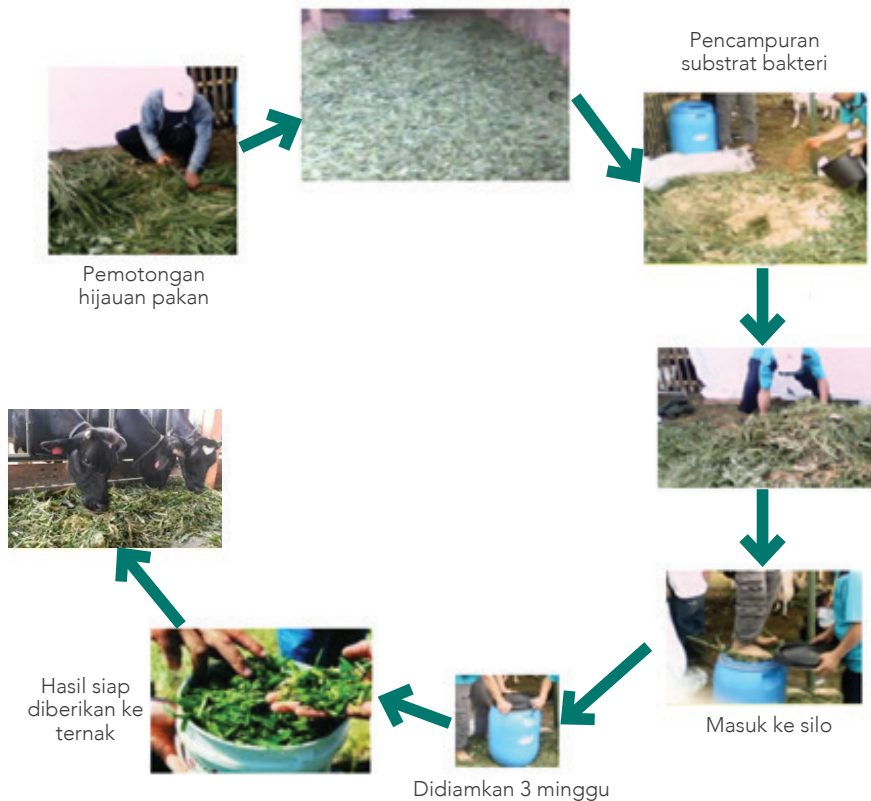 Pemotongan
hijauan pakan
Pencampuran
substrat bakteri
Masuk ke silo
Didiamkan 3 minggu
Hasil siap
diberikan ke
ternak